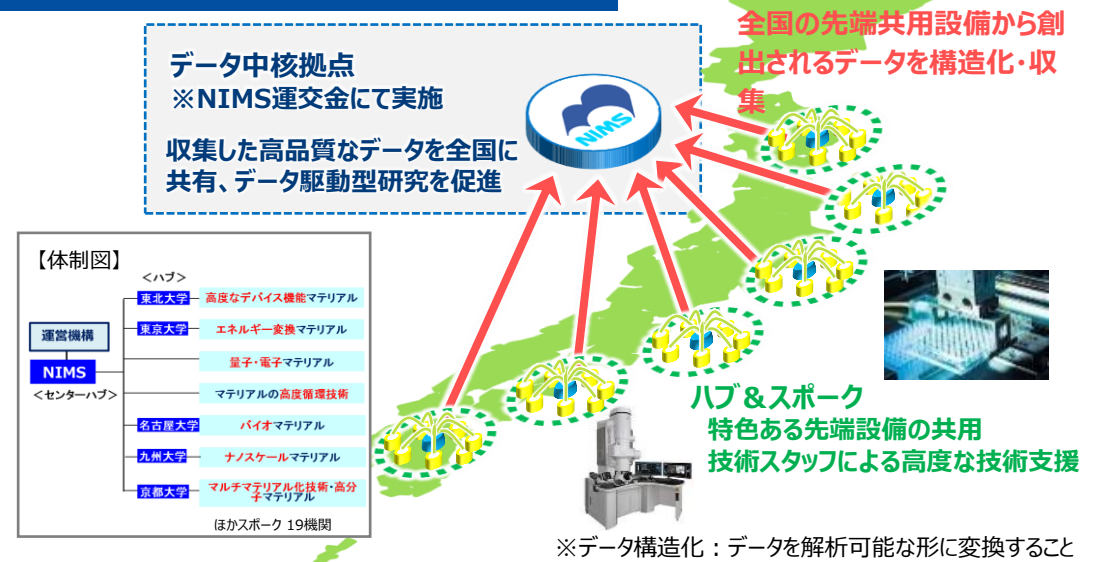 全国の先端共用設備から創
出されるデータを構造化・収
集
データ中核拠点
※NIMS運交金にて実施
収集した高品質なデータを全国に
共有、データ駆動型研究を促進
NIMS
【体制図】
＜ハブ＞
東北大学 高度なデバイス機能マテリアル
東京大学 エネルギー変換マテリアル
運営機構
量子・電子マテリアル
NIMS
＜センターハブ＞
マテリアルの高度循環技術
名古屋大学 バイオマテリアル
九州大学 ナノスケールマテリアル
京都大学 マルチマテリアル化技術・高分
子マテリアル
ほかスポーク 19機関
ハブ＆スポーク
特色ある先端設備の共用
技術スタッフによる高度な技術支援
※データ構造化：データを解析可能な形に変換すること